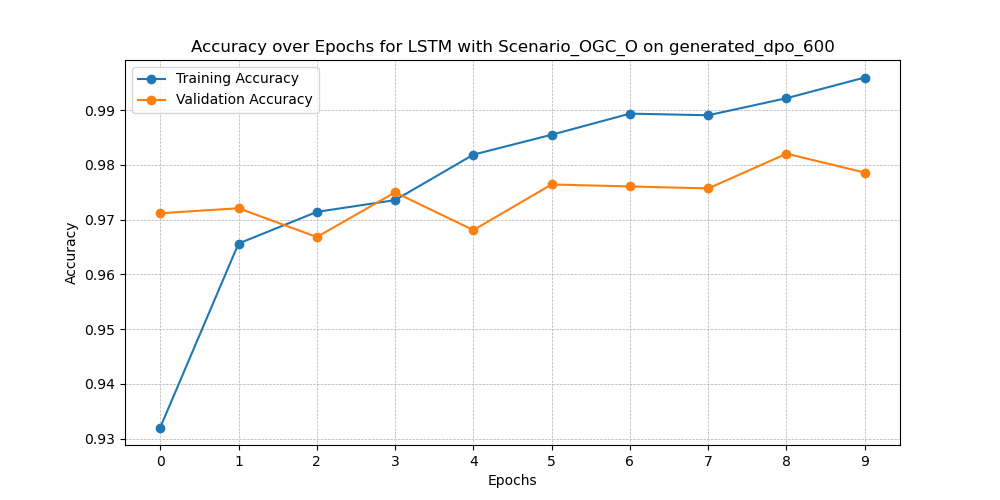 Accuracy over Epochs for LSTM with Scenario_OGC_O on generated_dpo_600
Training Accuracy
Validation Accuracy
0.99
0.98
0.97
0.96
0.95
0.94
0.93
Accuracy
0 1 2 3 4 5 6 7 8 9
Epochs